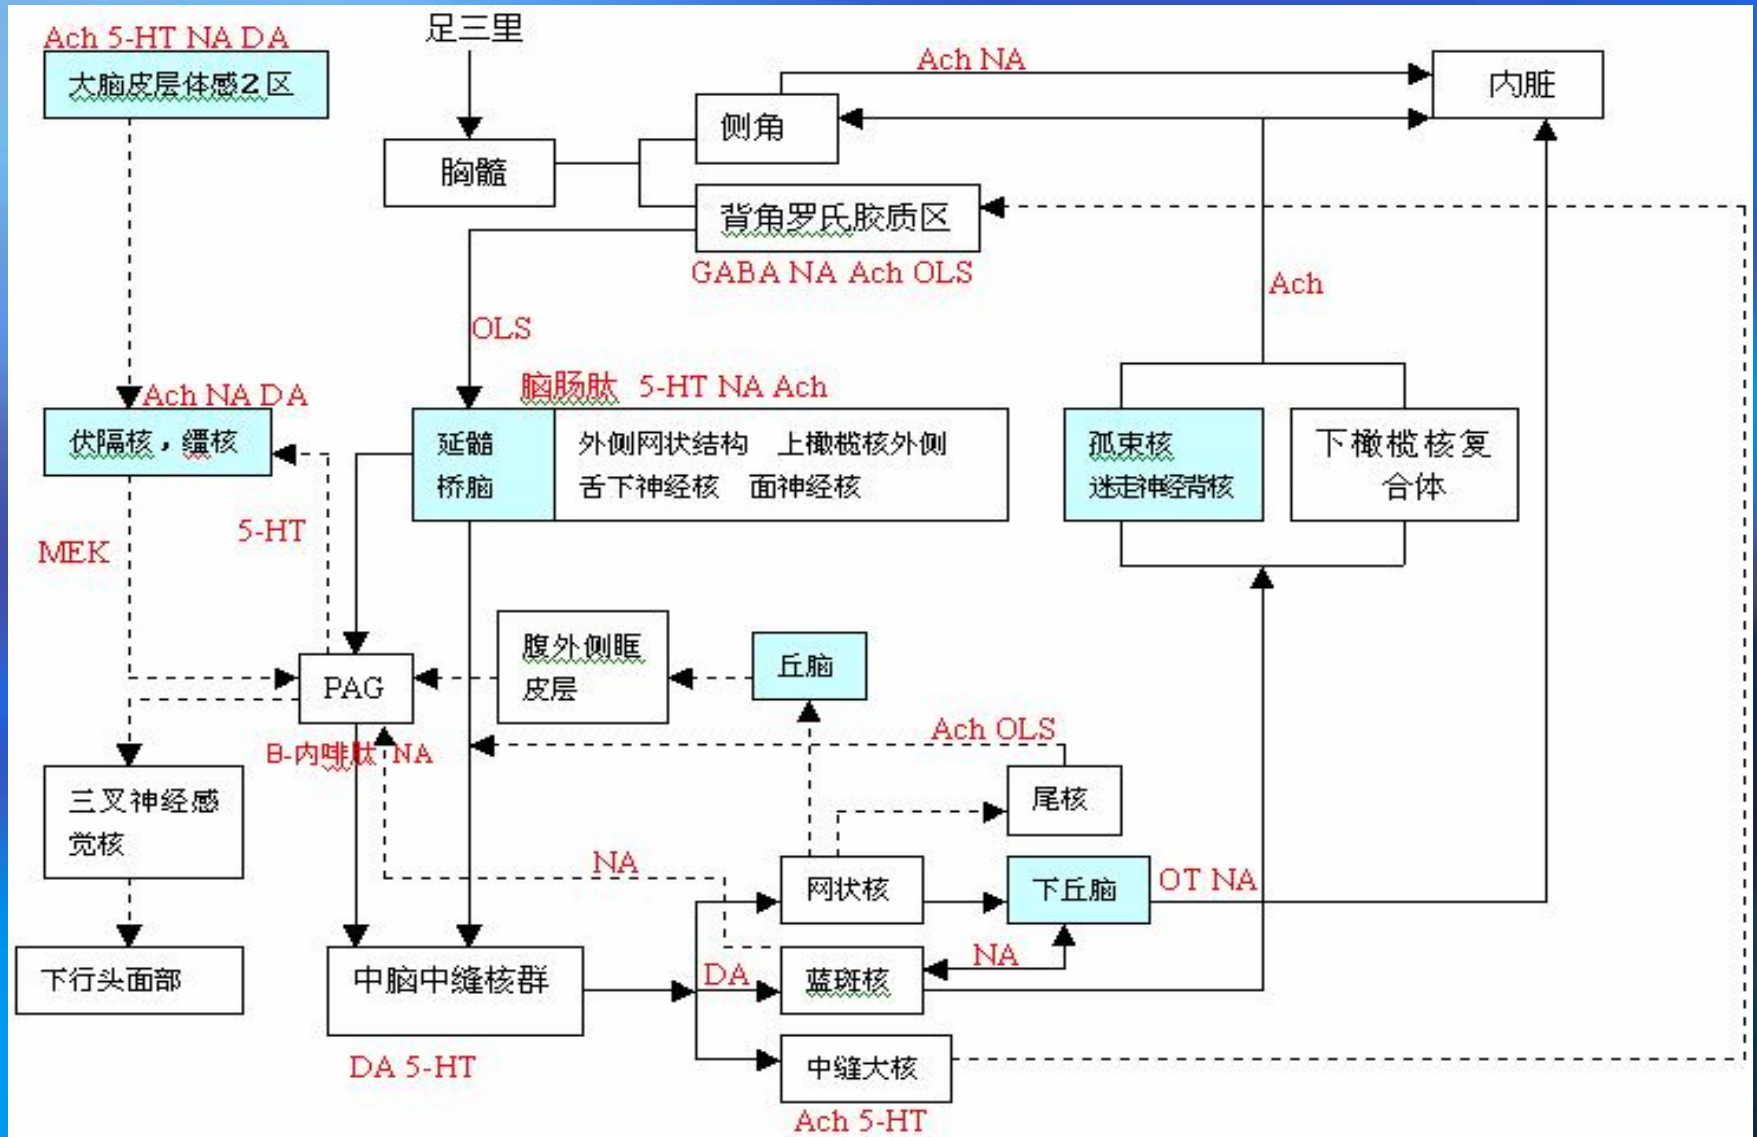 足三里
Ach 5-HT NA DA
大脑皮层体感2区
Ach NA
内脏
侧角
胸髓
背角罗氏胶质区
GABA NA Ach OLS
Ach
OLS
脑肠肽 5-HT NA Ach
Ach NA DA
伏隔核，缰核
延髓
桥脑
外侧网状结构 上橄榄核外侧
舌下神经核 面神经核
孤束核
迷走神经背核
下橄榄核复
合体
5-HT
MEK
腹外侧眶
皮层
丘脑
PAG
Ach OLS
B-内啡肽 NA
三叉神经感
觉核
尾核
NA
网状核
下丘脑
OT NA
下行头面部
中脑中缝核群
DA
蓝斑核
NA
DA 5-HT
中缝大核
Ach 5-HT